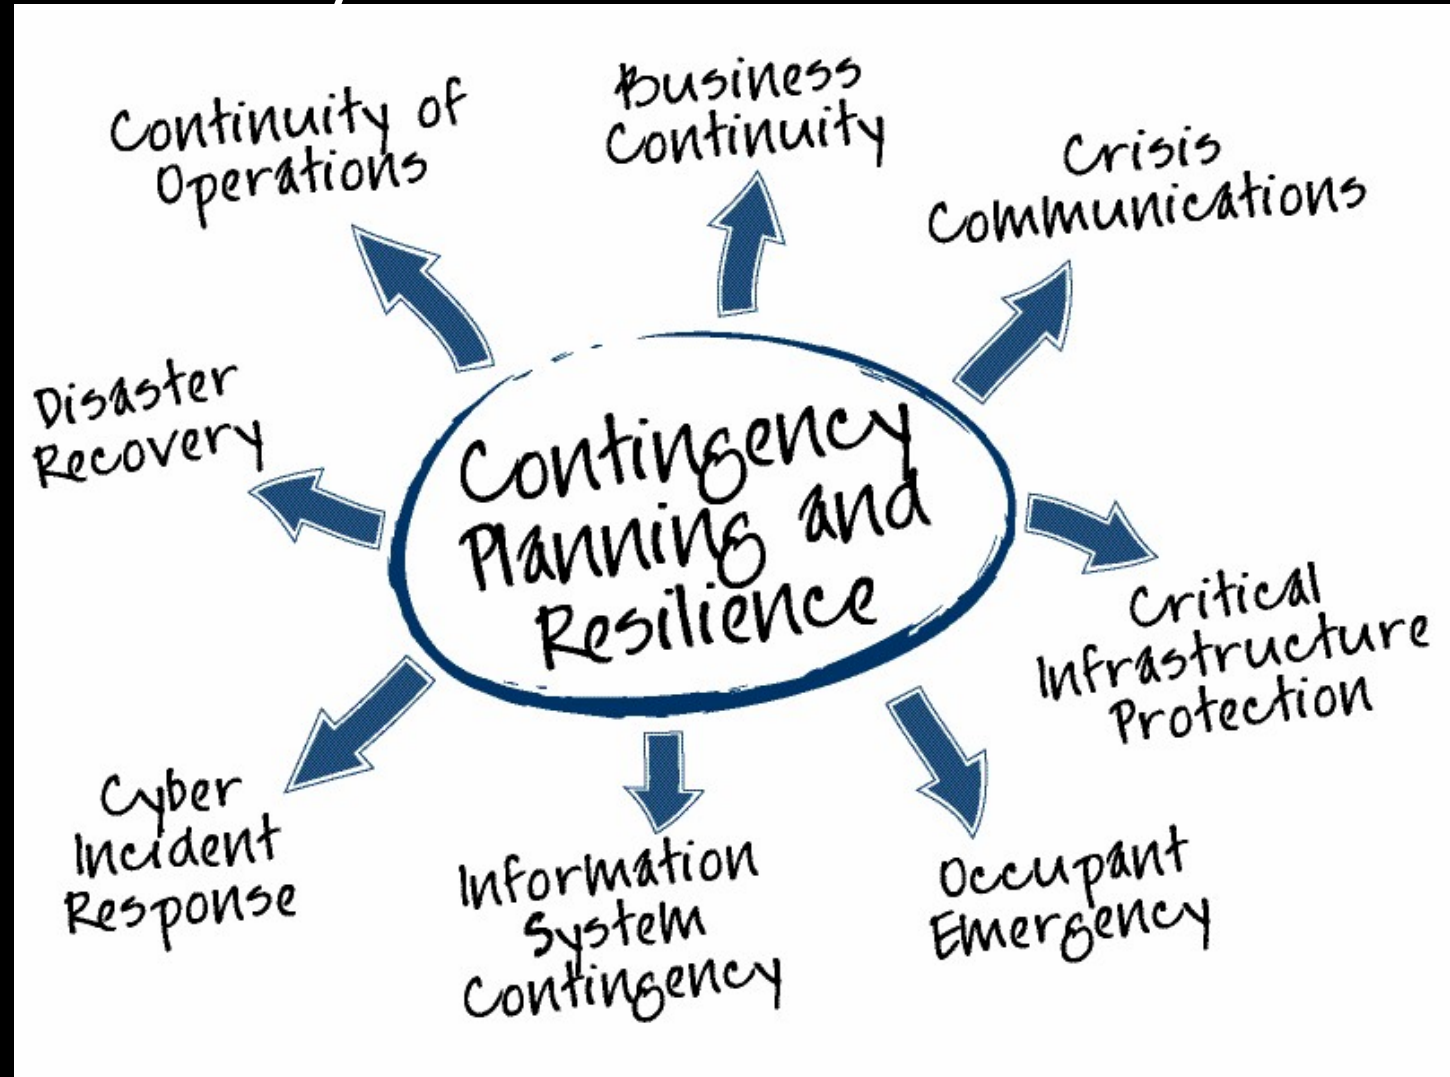 Continuity of
Operations
Business
Continuity
Crisis
Communications
Disaster
Recovery
Contingency
Planning and
Resilience
Critical
Infrastructure
Protection
Cyber
Incident
Response
Information
System
Contingency
Occupant
Emergency